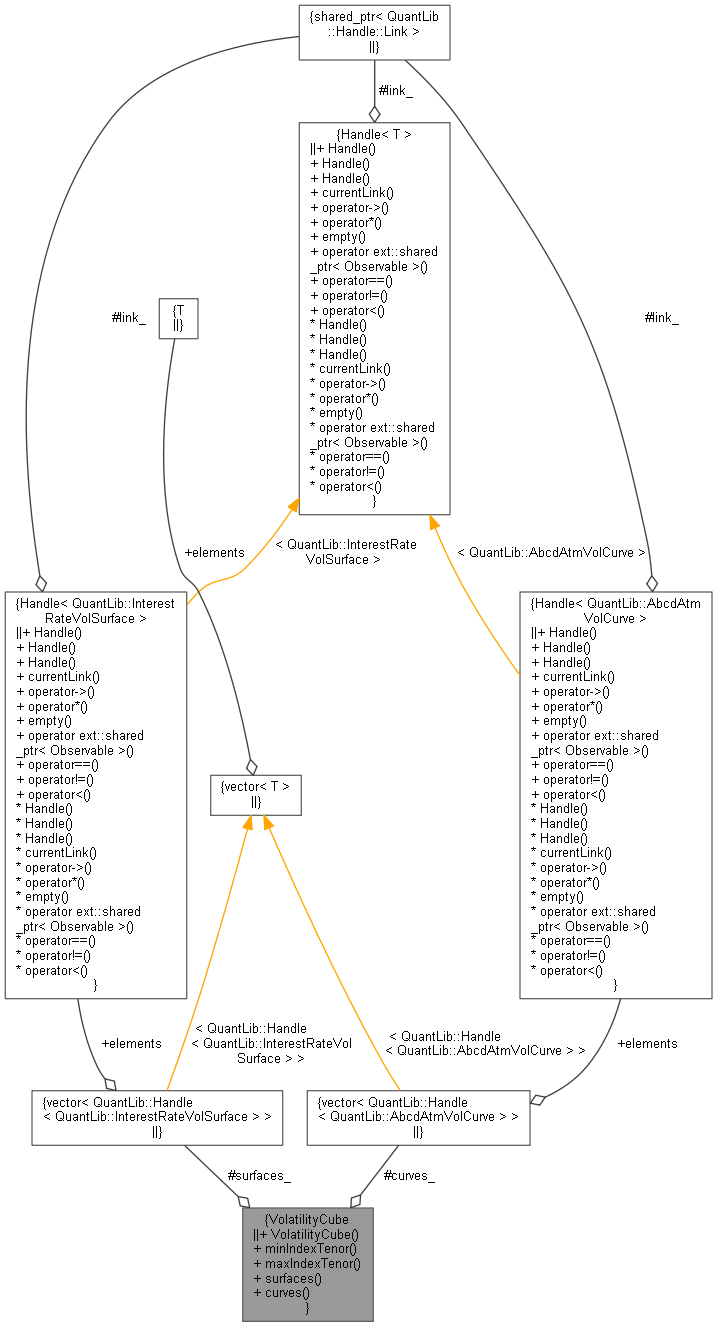 {shared_ptr< QuantLib
::Handle::Link >
||}
#link_
{Handle< T >
||+ Handle()
+ Handle()
+ Handle()
+ currentLink()
+ operator->()
+ operator*()
+ empty()
+ operator ext::shared
_ptr< Observable >()
+ operator==()
+ operator!=()
+ operator<()
* Handle()
* Handle()
* Handle()
* currentLink()
* operator->()
* operator*()
* empty()
* operator ext::shared
_ptr< Observable >()
* operator==()
* operator!=()
* operator<()
}
#link_
{T
||}
#link_
+elements
< QuantLib::InterestRate
VolSurface >
< QuantLib::AbcdAtmVolCurve >
{Handle< QuantLib::Interest
RateVolSurface >
||+ Handle()
+ Handle()
+ Handle()
+ currentLink()
+ operator->()
+ operator*()
+ empty()
+ operator ext::shared
_ptr< Observable >()
+ operator==()
+ operator!=()
+ operator<()
* Handle()
* Handle()
* Handle()
* currentLink()
* operator->()
* operator*()
* empty()
* operator ext::shared
_ptr< Observable >()
* operator==()
* operator!=()
* operator<()
}
{vector< T >
||}
{Handle< QuantLib::AbcdAtm
VolCurve >
||+ Handle()
+ Handle()
+ Handle()
+ currentLink()
+ operator->()
+ operator*()
+ empty()
+ operator ext::shared
_ptr< Observable >()
+ operator==()
+ operator!=()
+ operator<()
* Handle()
* Handle()
* Handle()
* currentLink()
* operator->()
* operator*()
* empty()
* operator ext::shared
_ptr< Observable >()
* operator==()
* operator!=()
* operator<()
}
+elements
< QuantLib::Handle
< QuantLib::InterestRateVol
Surface > >
< QuantLib::Handle
< QuantLib::AbcdAtmVolCurve > >
+elements
{vector< QuantLib::Handle
< QuantLib::InterestRateVolSurface > >
||}
{vector< QuantLib::Handle
< QuantLib::AbcdAtmVolCurve > >
||}
#surfaces_
#curves_
{VolatilityCube
||+ VolatilityCube()
+ minIndexTenor()
+ maxIndexTenor()
+ surfaces()
+ curves()
}